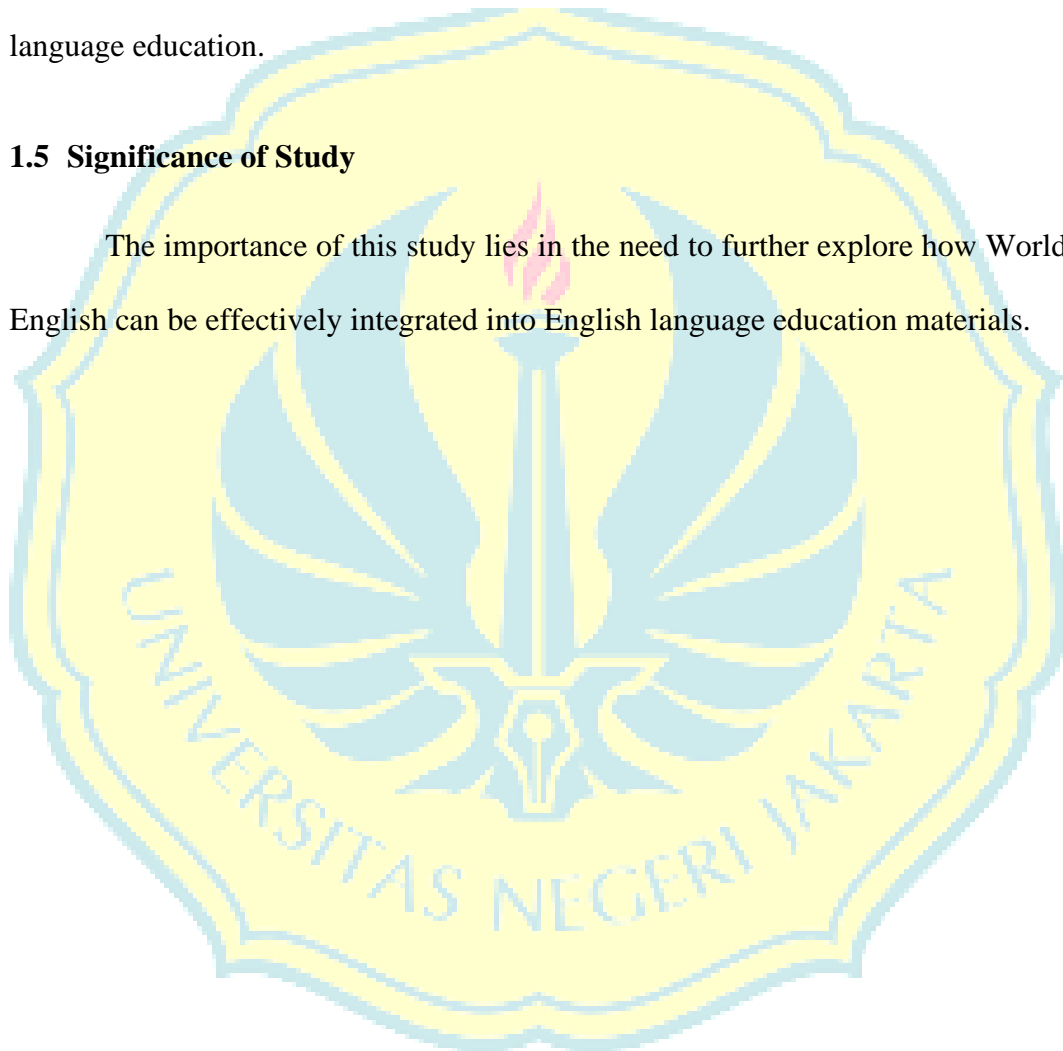 language education.
1.5 Significance of Study
The importance of this study lies in the need to further explore how World
English can be effectively integrated into English language education materials.
UNIVERSITAS NEGERI JAKARTA